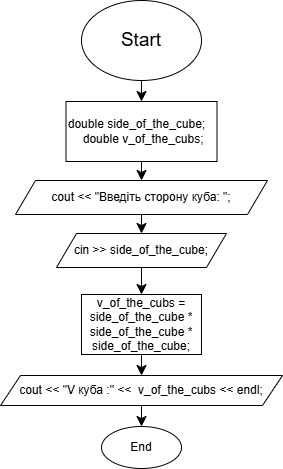 Start
double side_of_the_cube;
double v_of_the_cubs;
cout << "Введіть сторону куба: ";
cin >> side_of_the_cube;
v_of_the_cubs =
side_of_the_cube *
side_of_the_cube *
side_of_the_cube;
cout << "V куба :" << v_of_the_cubs << endl;
End